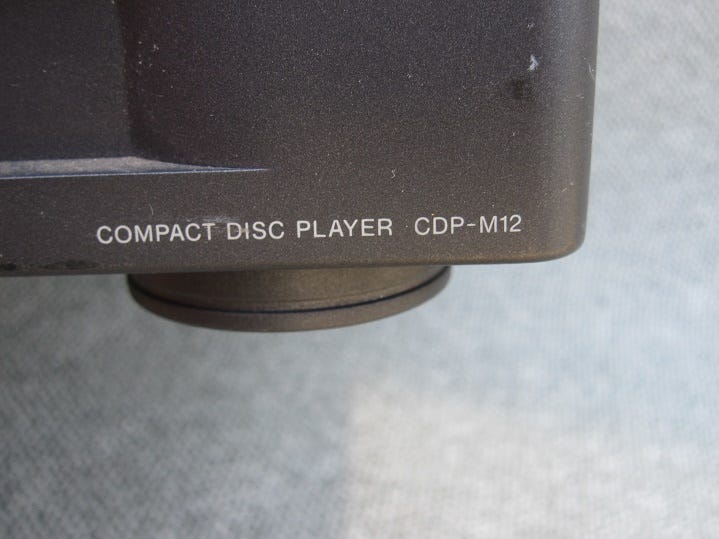 COMPACT DISC PLAYER CDP-M12